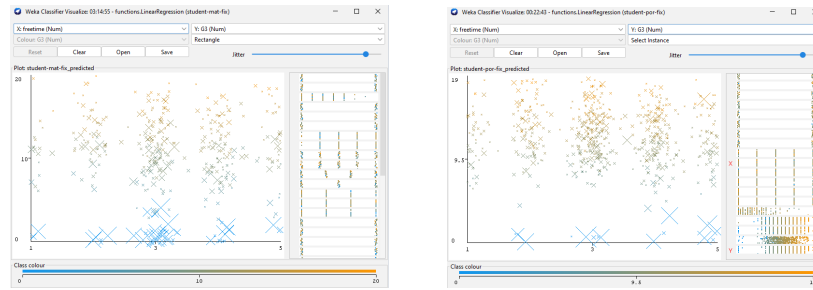 Weka Classifier Visualize: 03:14:55 - functions.LinearRegression (student-mat-fix)
X: freetime (Num)
Y: G3 (Num)
Colour: G3 (Num)
Rectangle
Reset
Clear
Open
Save
Jitter
Plot: student-mat-fix_predicted
20
10
0
1
3
5
Class colour
0
10
20
Weka Classifier Visualize: 00:22:43 - functions.LinearRegression (student-por-fix)
X: freetime (Num)
Y: G3 (Num)
Colour: G3 (Num)
Select Instance
Reset
Clear
Open
Save
Jitter
Plot: student-por-fix_predicted
19
9.5
0
1
3
5
X
Y
Class colour
0
9.5